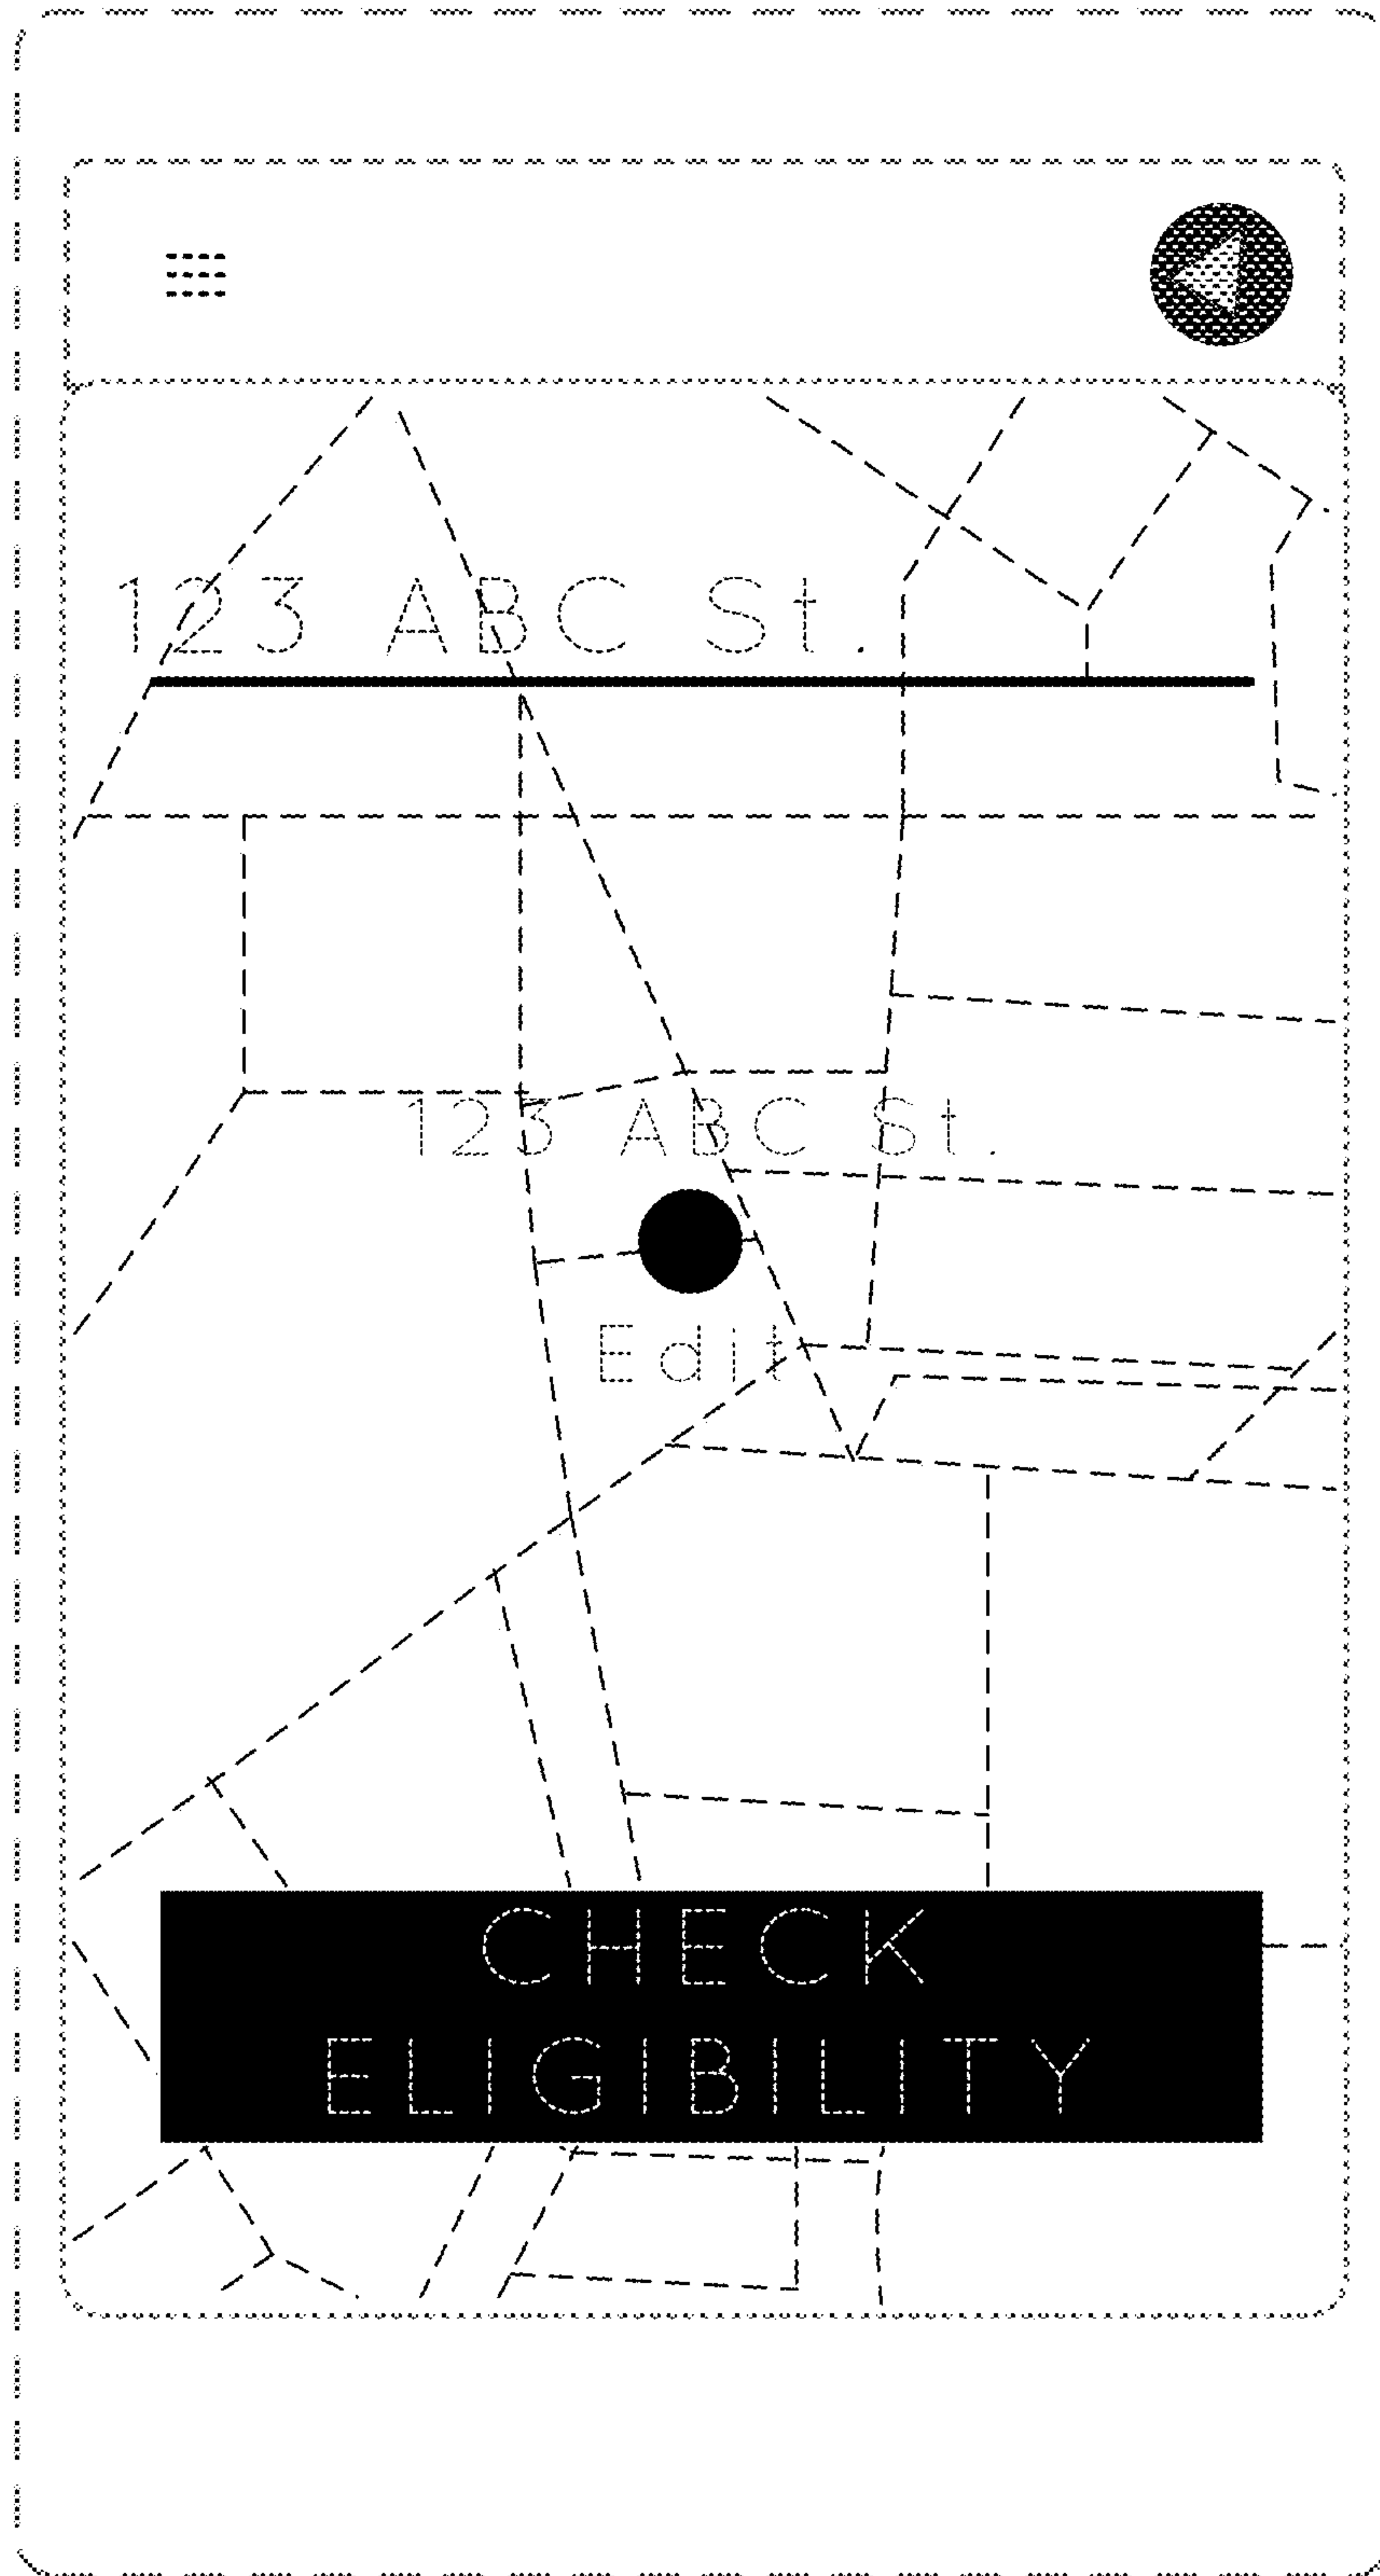 123 ABC St.
123 ABC St.
Edit
CHECK
ELIGIBILITY